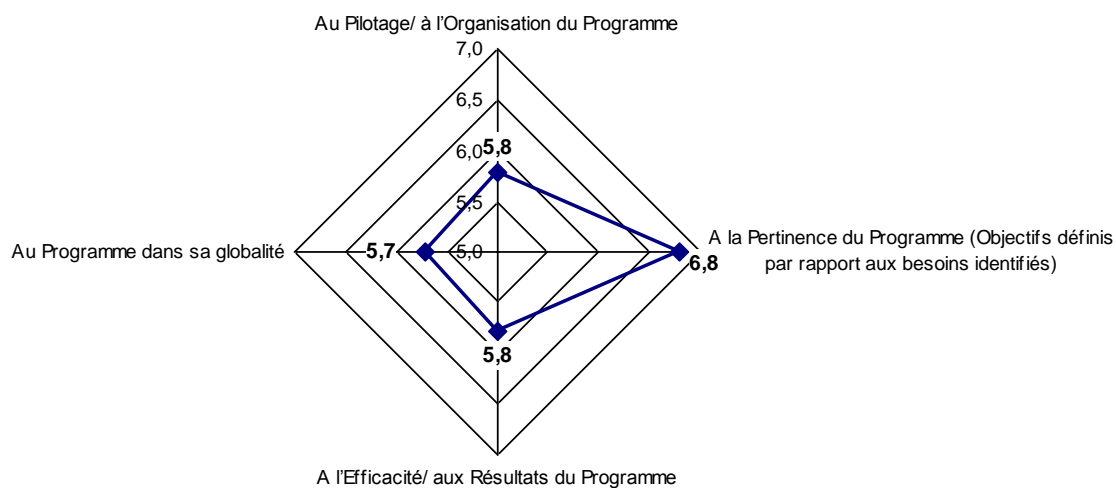 Au Pilotage/ à l'Organisation du Programme
7,0
6,5
6,0
5,8
5,5
Au Programme dans sa globalité
5,7
5,0
A la Pertinence du Programme (Objectifs définis
par rapport aux besoins identifiés)
6,8
5,8
A l'Efficacité/ aux Résultats du Programme